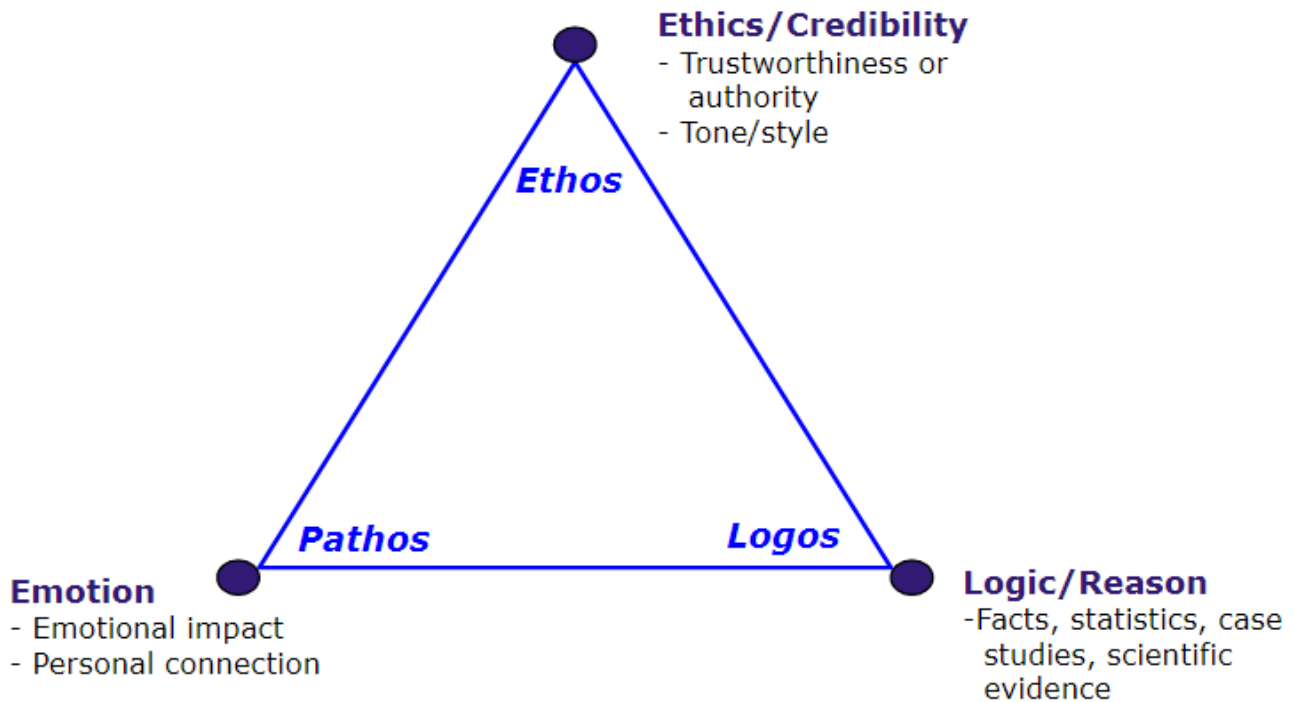 Ethics/Credibility
- Trustworthiness or
authority
- Tone/style
Ethos
Pathos
Logos
Emotion
- Emotional impact
- Personal connection
Logic/Reason
-Facts, statistics, case
studies, scientific
evidence